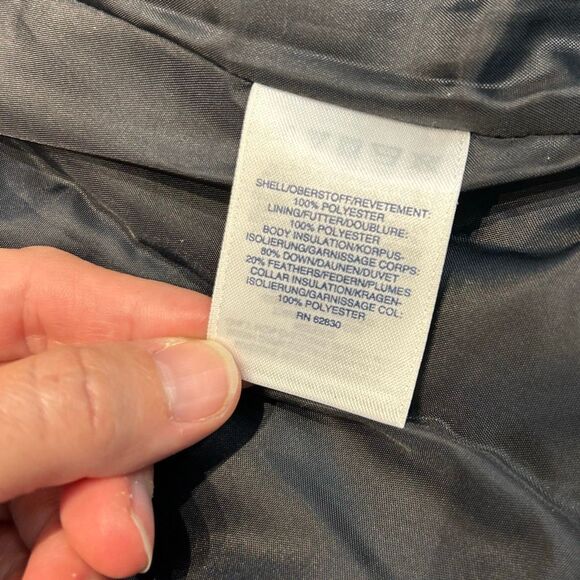 SHELL/OBERSTOFF/REVETEMENT:
100% POLYESTER
LINING/FUTTER/DOUBLURE:
100% POLYESTER
BODY INSULATION/KORPUS-
ISOLIERUNG/GARNISSAGE CORPS:
80% DOWN/DAUNEN/DUVET
20% FEATHERS/FEDERN/PLUMES
COLLAR INSULATION/KRAGEN-
ISOLIERUNG/GARNISSAGE COL:
100% POLYESTER
RN 62830